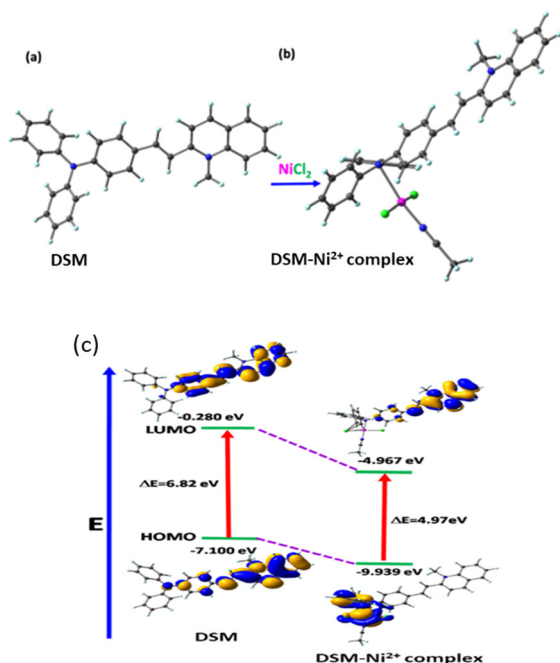 (a)
(b)
NiCl2
DSM
DSM-Ni²⁺ complex
(c)
E
-0.280 eV
LUMO
-4.967 eV
ΔE=6.82 eV
ΔE=4.97eV
HOMO
-7.100 eV
-9.939 eV
DSM
DSM-Ni²⁺ complex